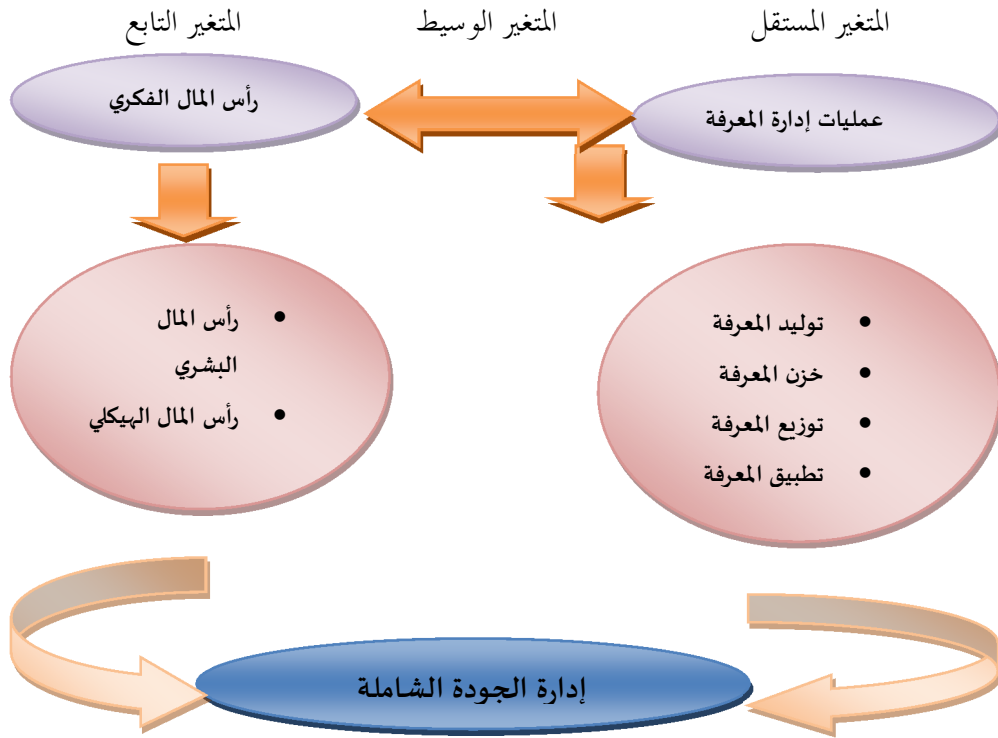 المتغير المستقل
المتغير الوسيط
المتغير التابع
عمليات إدارة المعرفة
رأس المال الفكري
• توليد المعرفة
• خزن المعرفة
• توزيع المعرفة
• تطبيق المعرفة
• رأس المال
البشري
• رأس المال الهيكلي
إدارة الجودة الشاملة